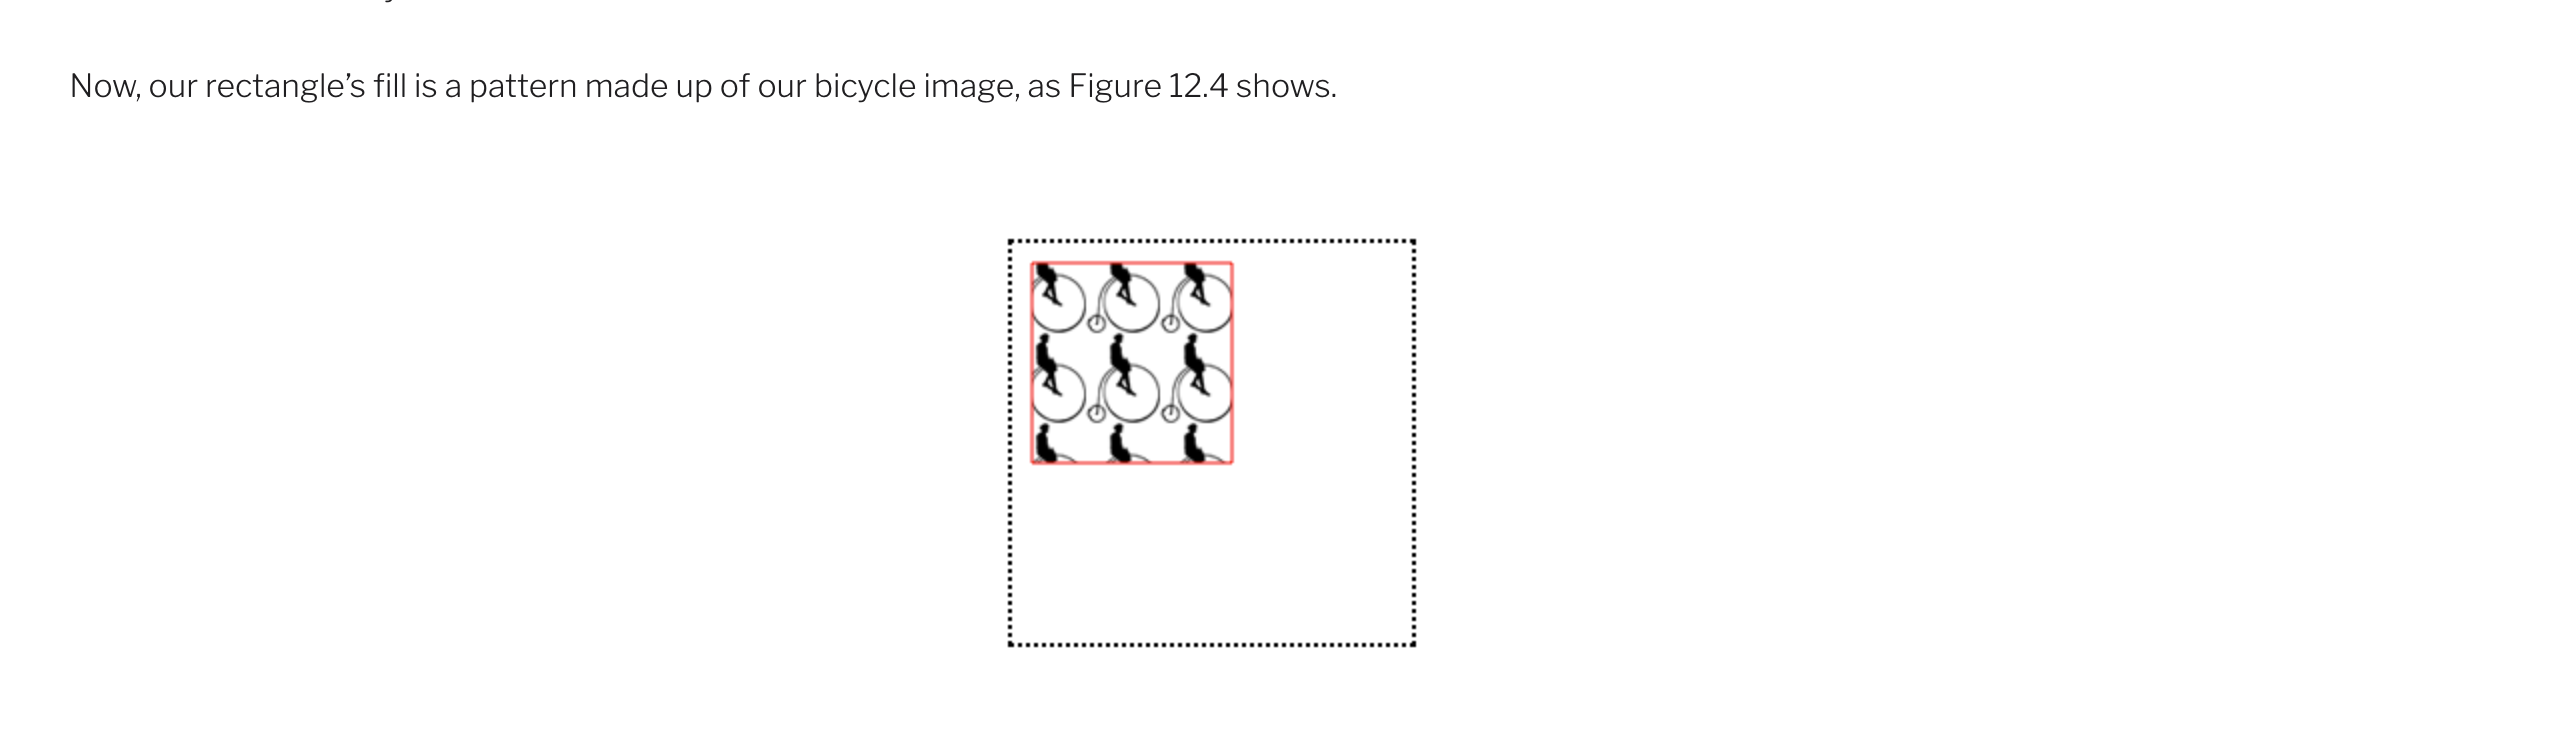 Now, our rectangle’s fill is a pattern made up of our bicycle image, as Figure 12.4 shows.